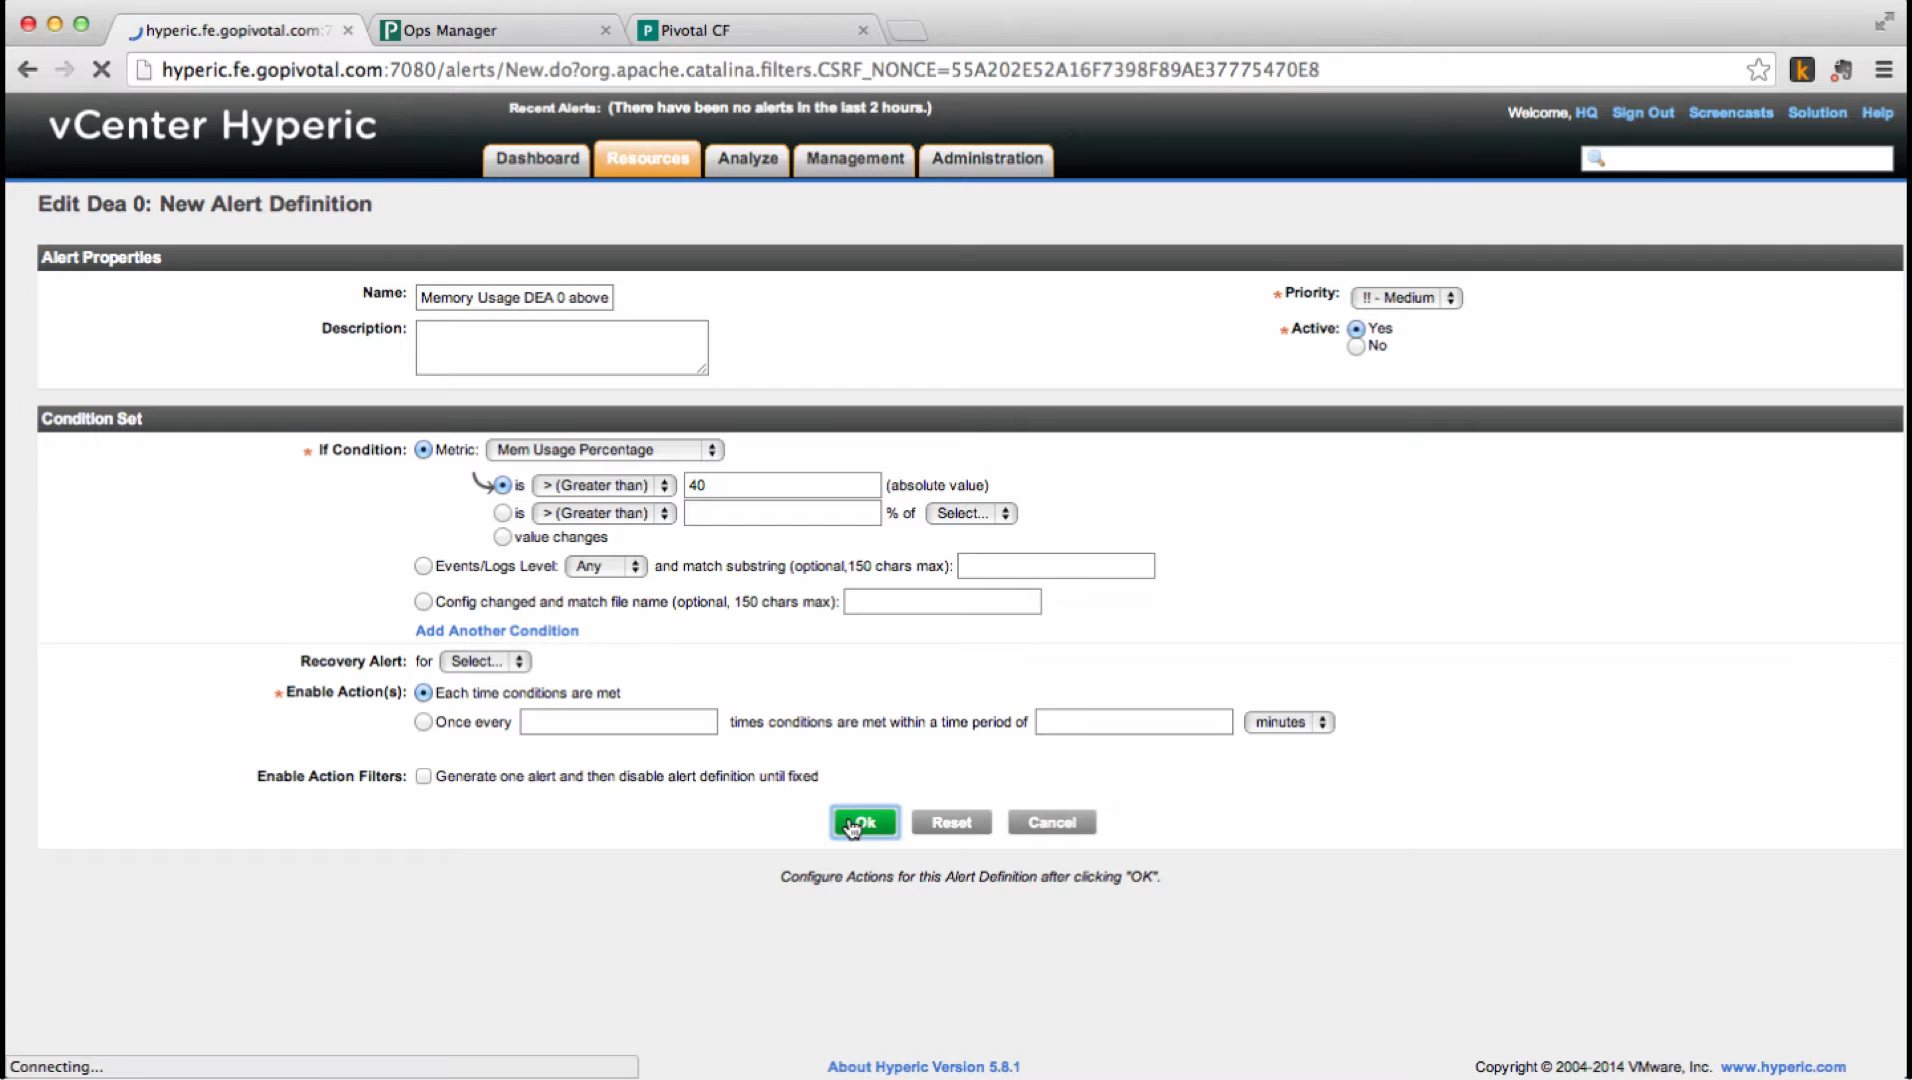 hyperic.fe.gopivotal.com:7
Ops Manager
Pivotal CF
hyperic.fe.gopivotal.com:7080/alerts/New.do?org.apache.catalina.filters.CSRF_NONCE=55A202E52A16F7398F89AE37775470E8
vCenter Hyperic
Recent Alerts: (There have been no alerts in the last 2 hours.)
Welcome, HQ Sign Out Screencasts Solution Help
Dashboard Resources Analyze Management Administration
Edit Dea 0: New Alert Definition
Alert Properties
Name: Memory Usage DEA 0 above
* Priority: !! - Medium
Description:
* Active: Yes
No
Condition Set
* If Condition: Metric: Mem Usage Percentage
is > (Greater than) 40 (absolute value)
is > (Greater than) % of Select...
value changes
Events/Logs Level: Any and match substring (optional,150 chars max):
Config changed and match file name (optional, 150 chars max):
Add Another Condition
Recovery Alert: for Select...
* Enable Action(s): Each time conditions are met
Once every times conditions are met within a time period of minutes
Enable Action Filters: Generate one alert and then disable alert definition until fixed
Ok Reset Cancel
Configure Actions for this Alert Definition after clicking "OK".
Connecting...
About Hyperic Version 5.8.1
Copyright © 2004-2014 VMware, Inc. www.hyperic.com